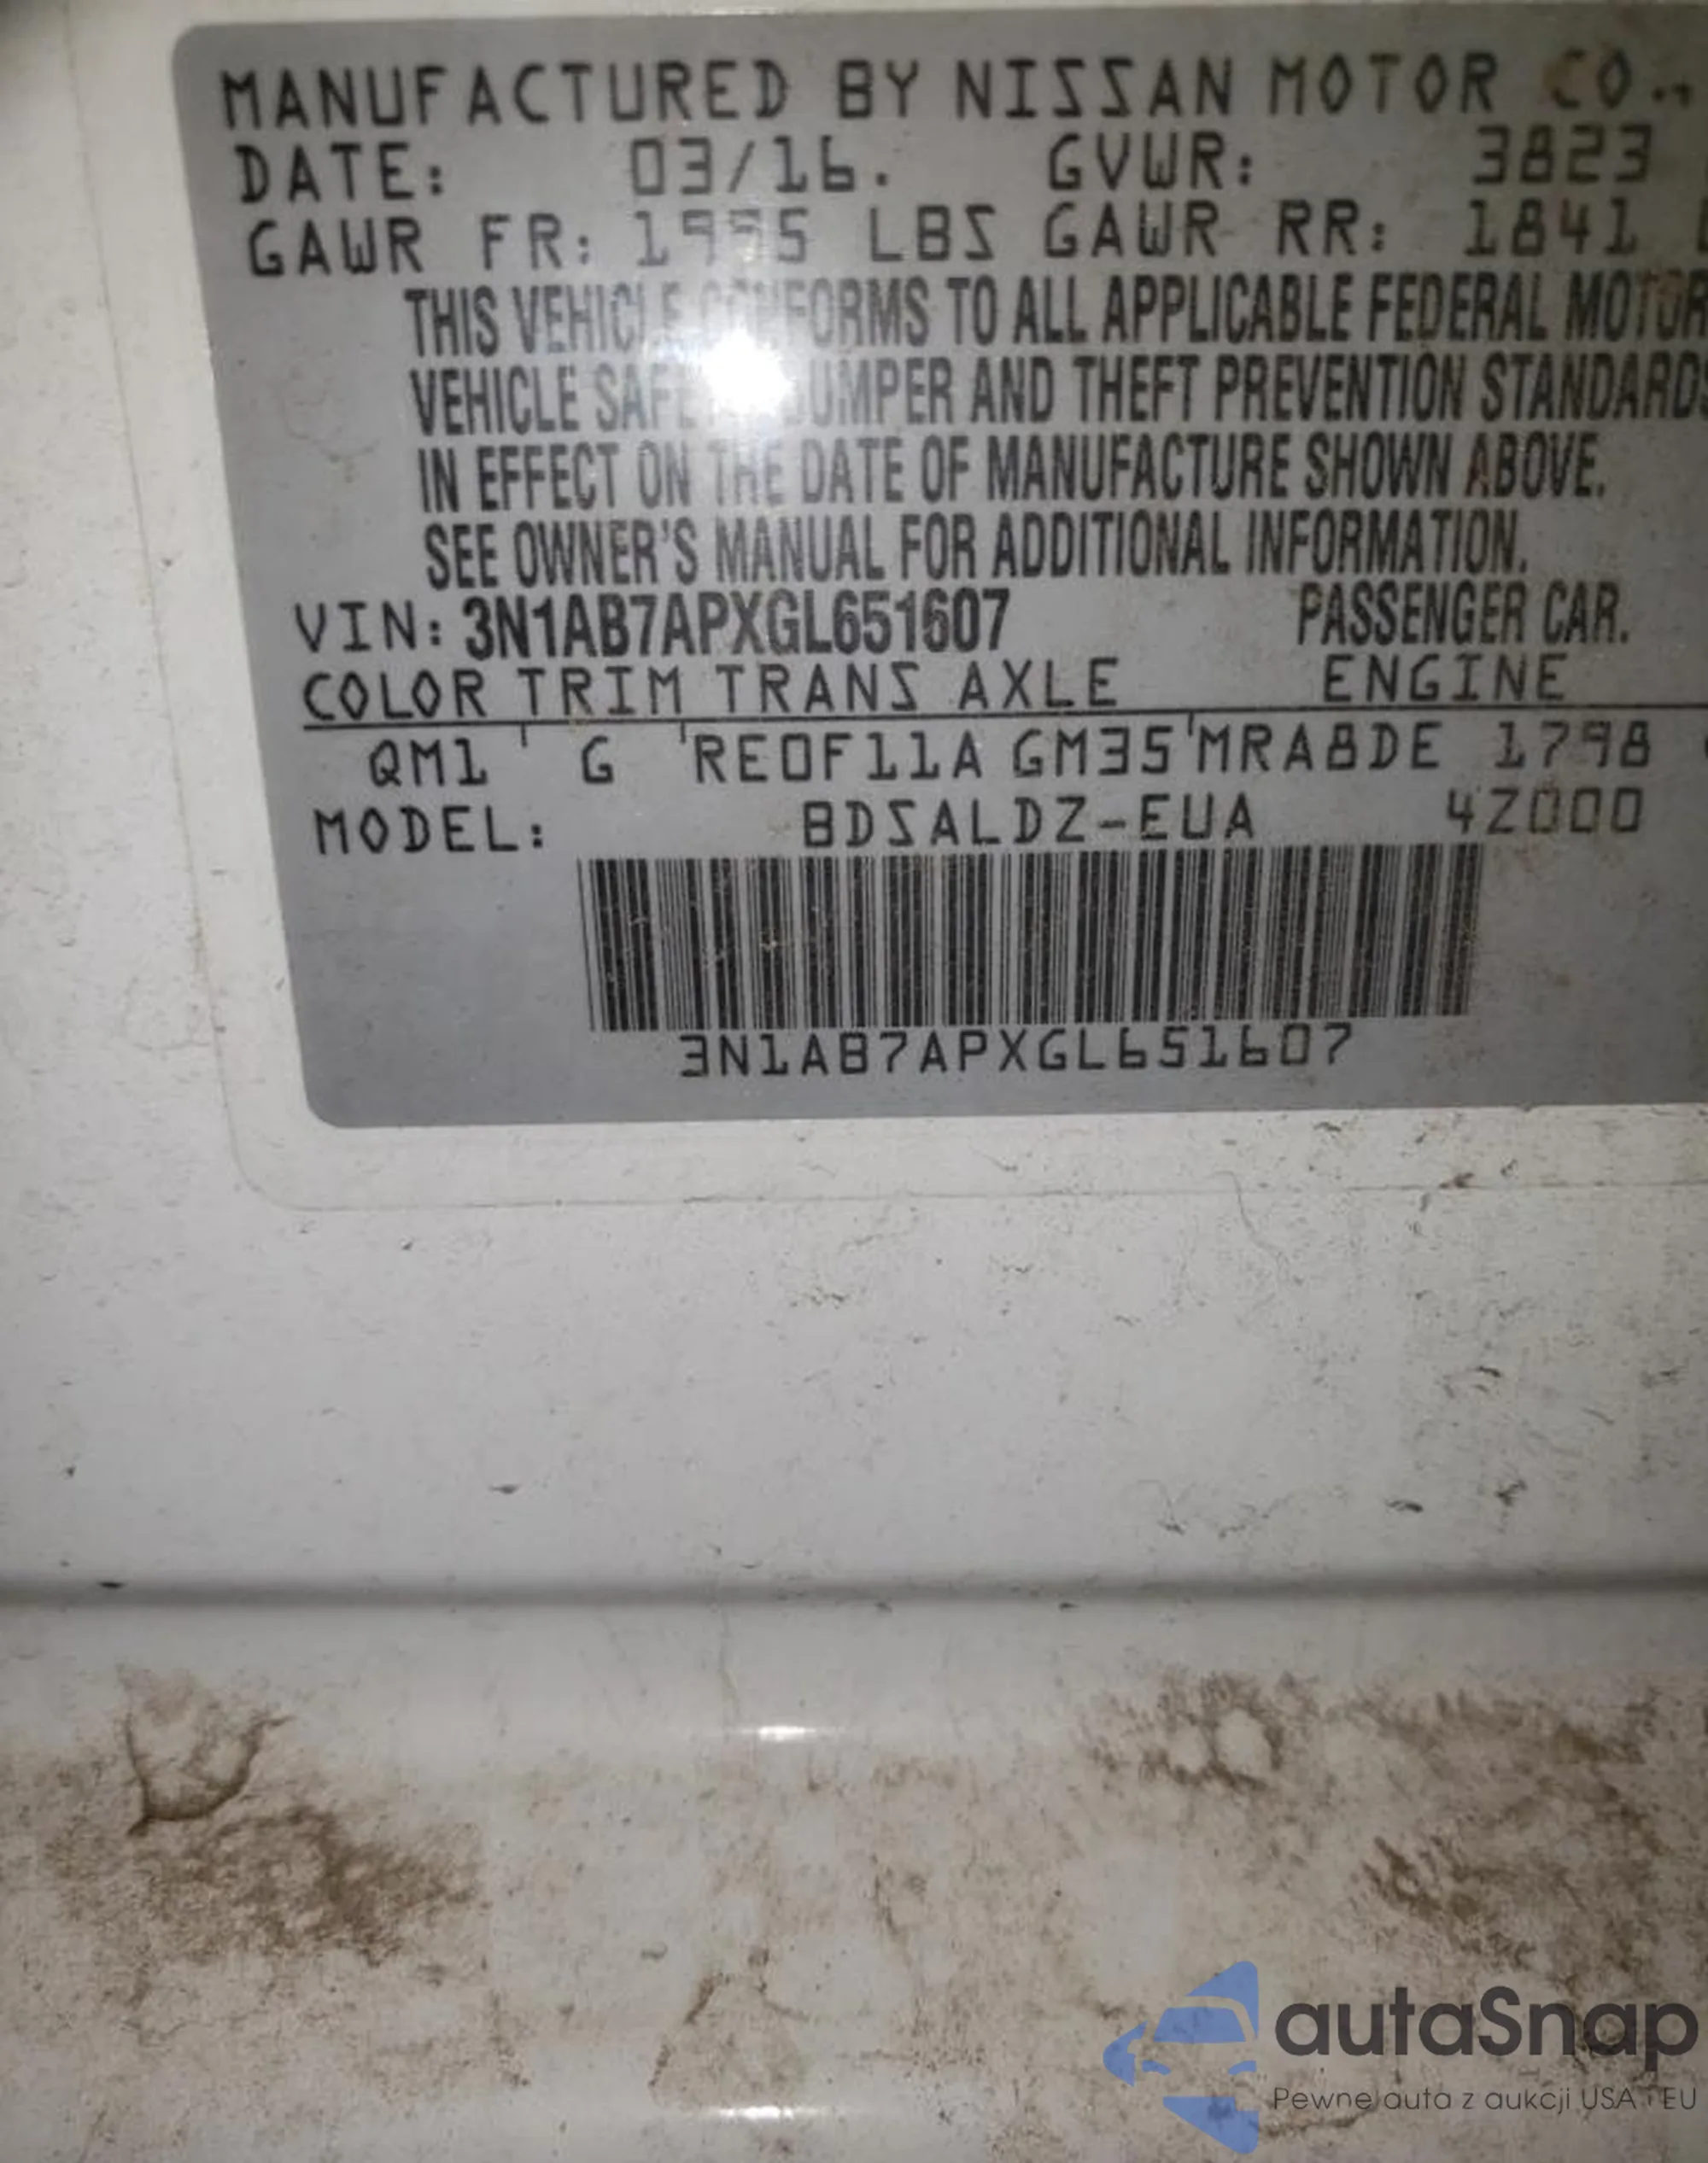 MANUFACTURED BY NISSAN MOTOR CO.,
DATE: 03/16. GVWR: 3823
GAWR FR: 1995 LBS GAWR RR: 1841 L
THIS VEHICLE CONFORMS TO ALL APPLICABLE FEDERAL MOTOR
VEHICLE SAFETY, BUMPER AND THEFT PREVENTION STANDARDS
IN EFFECT ON THE DATE OF MANUFACTURE SHOWN ABOVE.
SEE OWNER'S MANUAL FOR ADDITIONAL INFORMATION.
VIN: 3N1AB7APXGL651607 PASSENGER CAR.
COLOR TRIM TRANS AXLE ENGINE
QM1 G RE0F11A GM35 MRA8DE 1798
MODEL: BDSALDZ-EUA 4Z000
3N1AB7APXGL651607
autaSnap
Pewne auta z aukcji USA i EU